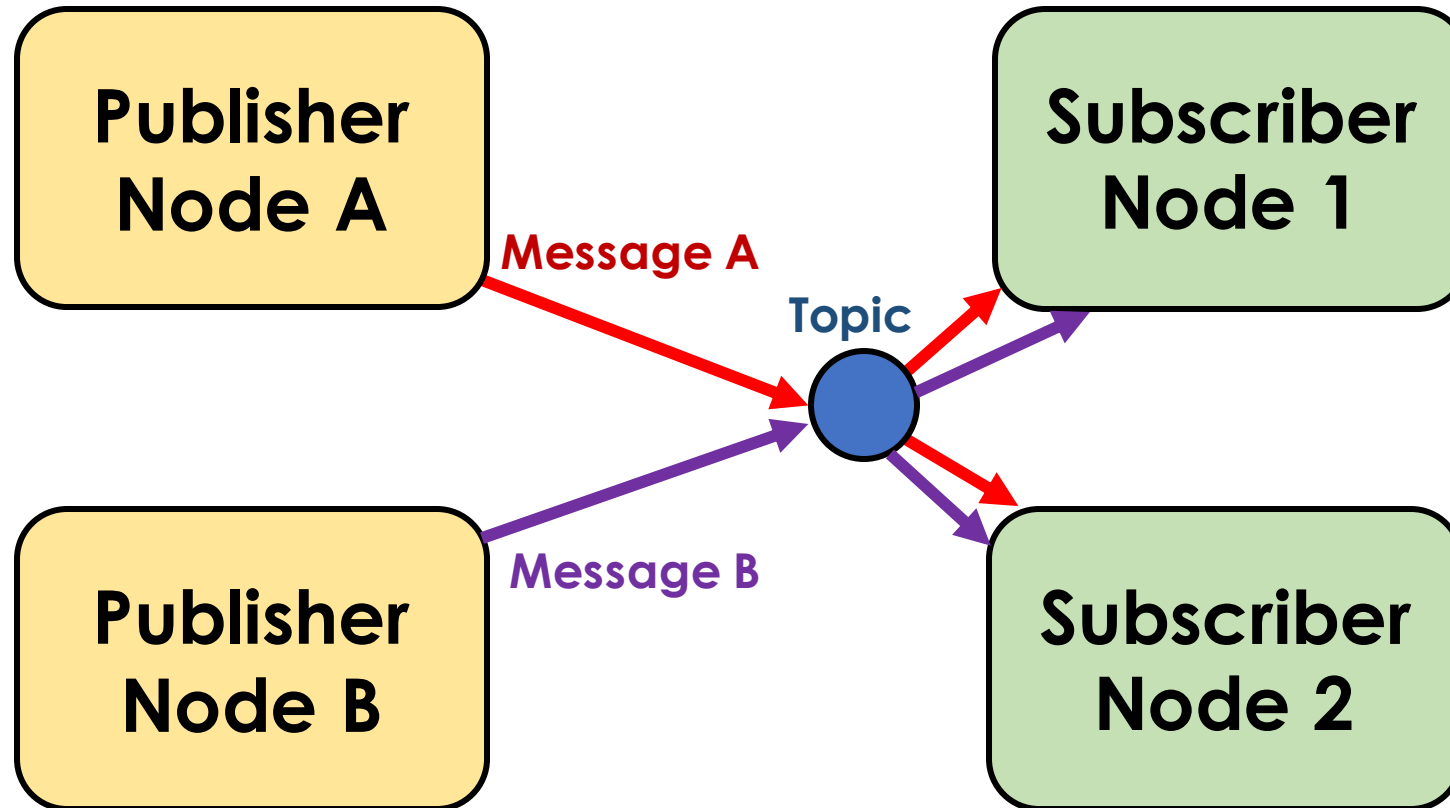 Publisher
Node A
Subscriber
Node 1
Message A
Topic
Message B
Publisher
Node B
Subscriber
Node 2